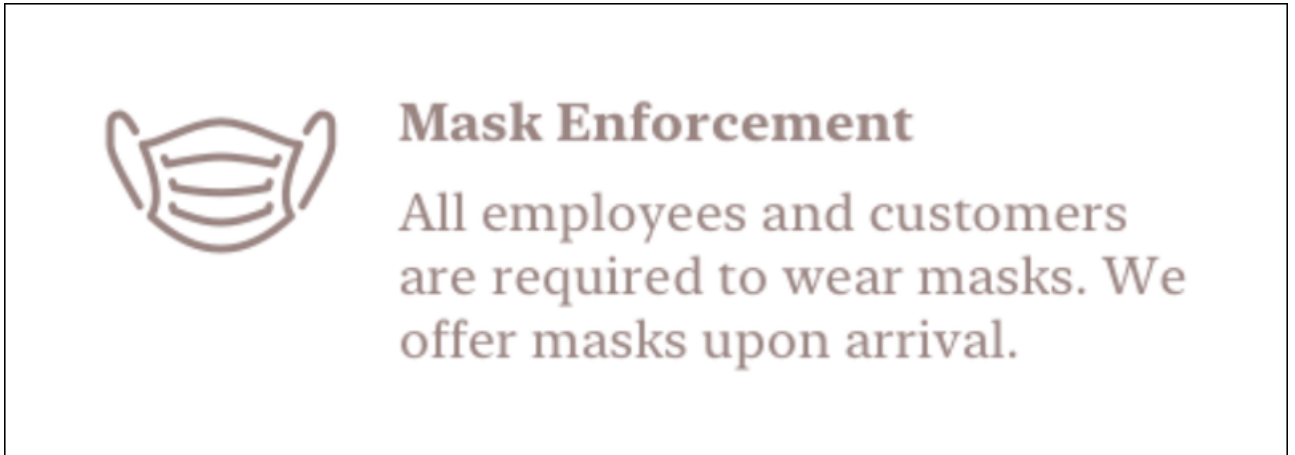 Mask Enforcement
All employees and customers
are required to wear masks. We
offer masks upon arrival.